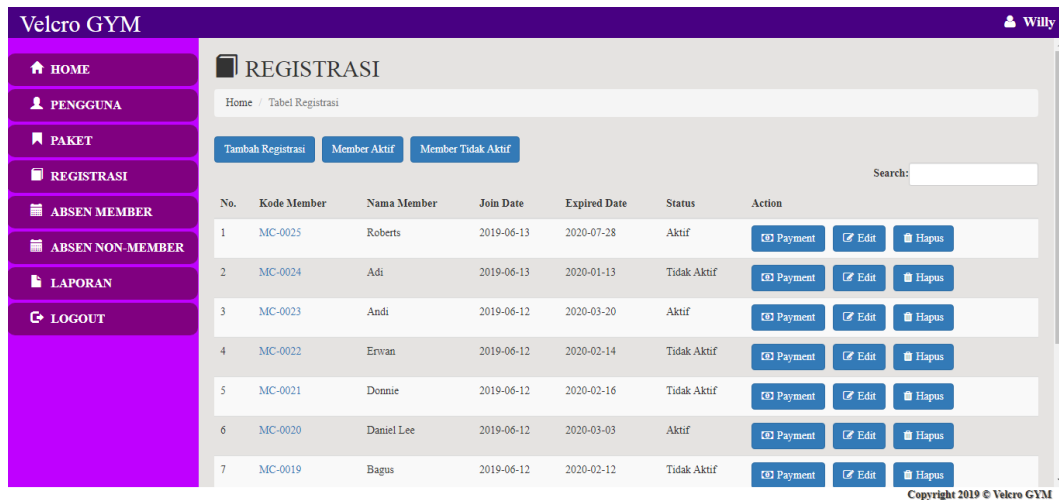 Velcro GYM
Willy
HOME
PENGGUNA
PAKET
REGISTRASI
ABSEN MEMBER
ABSEN NON-MEMBER
LAPORAN
LOGOUT
REGISTRASI
Home / Tabel Registrasi
Tambah Registrasi Member Aktif Member Tidak Aktif
Search:
No. Kode Member Nama Member Join Date Expired Date Status Action
1 MC-0025 Roberts 2019-06-13 2020-07-28 Aktif Payment Edit Hapus
2 MC-0024 Adi 2019-06-13 2020-01-13 Tidak Aktif Payment Edit Hapus
3 MC-0023 Andi 2019-06-12 2020-03-20 Aktif Payment Edit Hapus
4 MC-0022 Erwan 2019-06-12 2020-02-14 Tidak Aktif Payment Edit Hapus
5 MC-0021 Donnie 2019-06-12 2020-02-16 Tidak Aktif Payment Edit Hapus
6 MC-0020 Daniel Lee 2019-06-12 2020-03-03 Aktif Payment Edit Hapus
7 MC-0019 Bagus 2019-06-12 2020-02-12 Tidak Aktif Payment Edit Hapus
Copyright 2019 © Velcro GYM